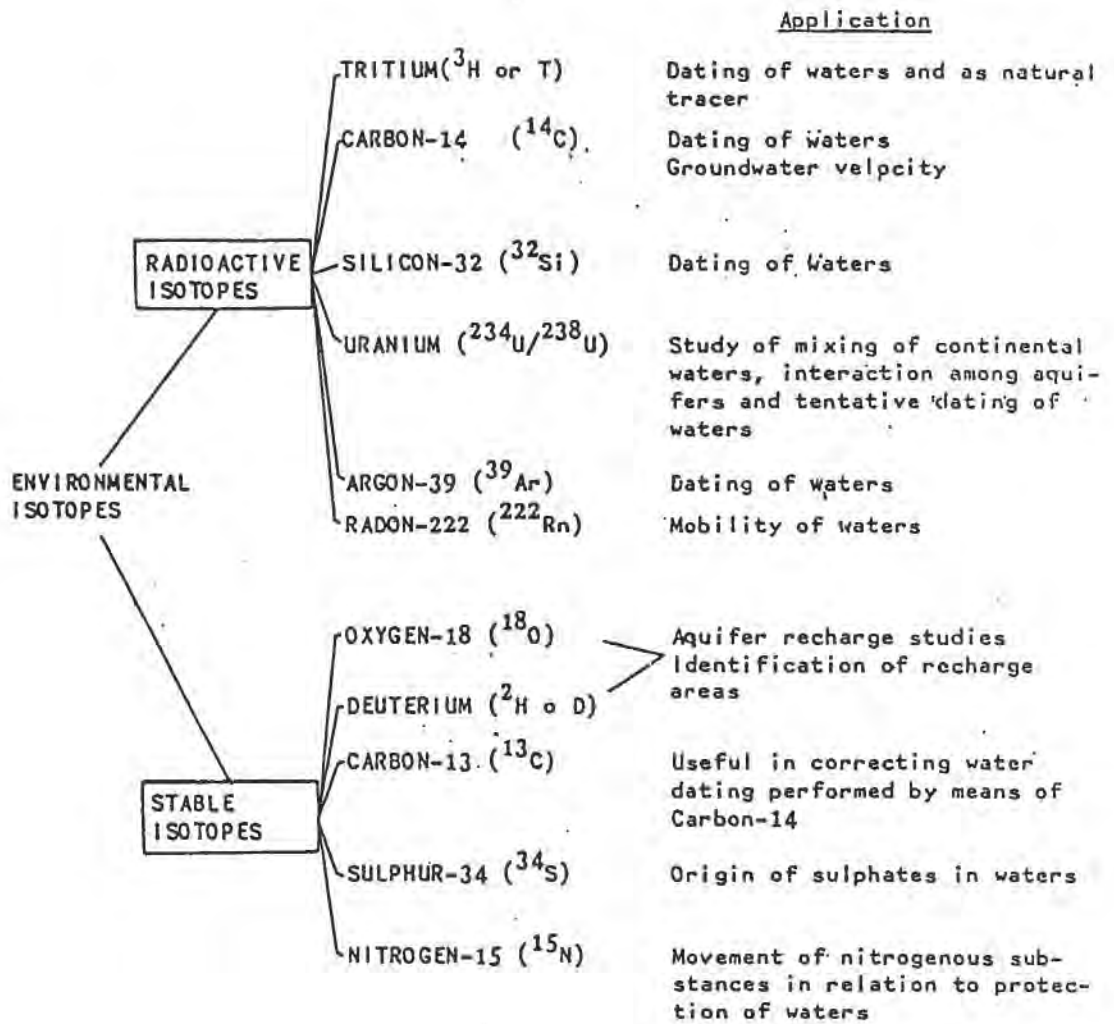 Application
TRITIUM(³H or T)
Dating of waters and as natural
tracer
CARBON-14 (¹⁴C)
Dating of waters
Groundwater velpcity
RADIOACTIVE
ISOTOPES
SILICON-32 (³²Si)
Dating of Waters
URANIUM (²³⁴U/²³⁸U)
Study of mixing of continental
waters, interaction among aqui-
fers and tentative dating of
waters
ENVIRONMENTAL
ISOTOPES
ARGON-39 (³⁹Ar)
Dating of waters
RADON-222 (²²²Rn)
Mobility of waters
OXYGEN-18 (¹⁸O)
DEUTERIUM (²H o D)
Aquifer recharge studies
Identification of recharge
areas
CARBON-13 (¹³C)
Useful in correcting water
dating performed by means of
Carbon-14
STABLE
ISOTOPES
SULPHUR-34 (³⁴S)
Origin of sulphates in waters
NITROGEN-15 (¹⁵N)
Movement of nitrogenous sub-
stances in relation to protec-
tion of waters